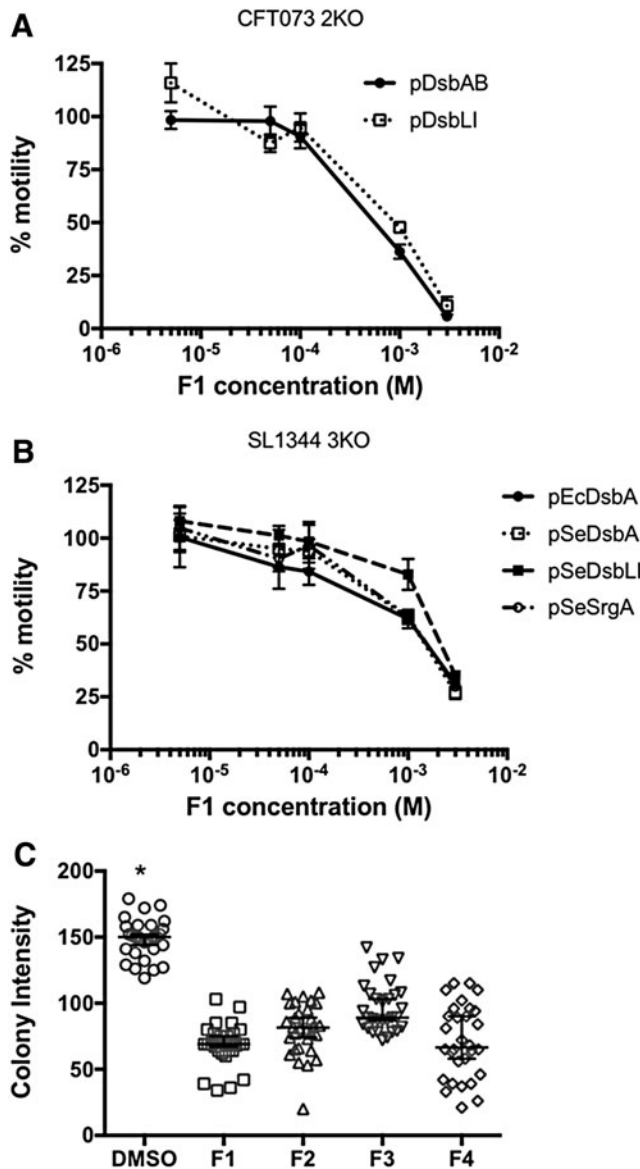 A
CFT073 2KO
125
100
75
50
25
0
% motility
pDsbAB
pDsbLI
10-6
10-5
10-4
10-3
10-2
F1 concentration (M)
B
SL1344 3KO
125
100
75
50
25
0
% motility
pEcDsbA
pSeDsbA
pSeDsbLI
pSeSrgA
10-6
10-5
10-4
10-3
10-2
F1 concentration (M)
C
200
150
100
50
0
Colony Intensity
*
DMSO
F1
F2
F3
F4